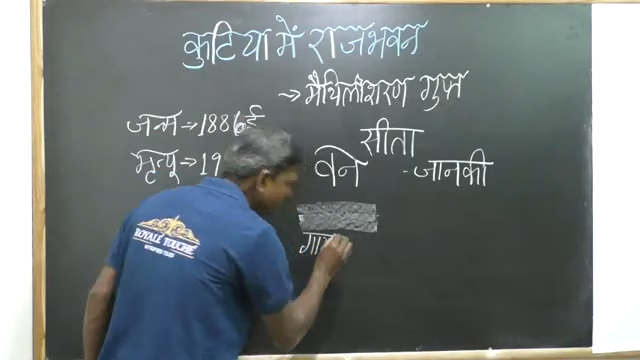 कुटिया में राजभवन
→ मैथिलीशरण गुप्त
जन्म → 1886 ई
मृत्यू → 19
सीता
वने
- जानकी
ROYALE TOUCHE